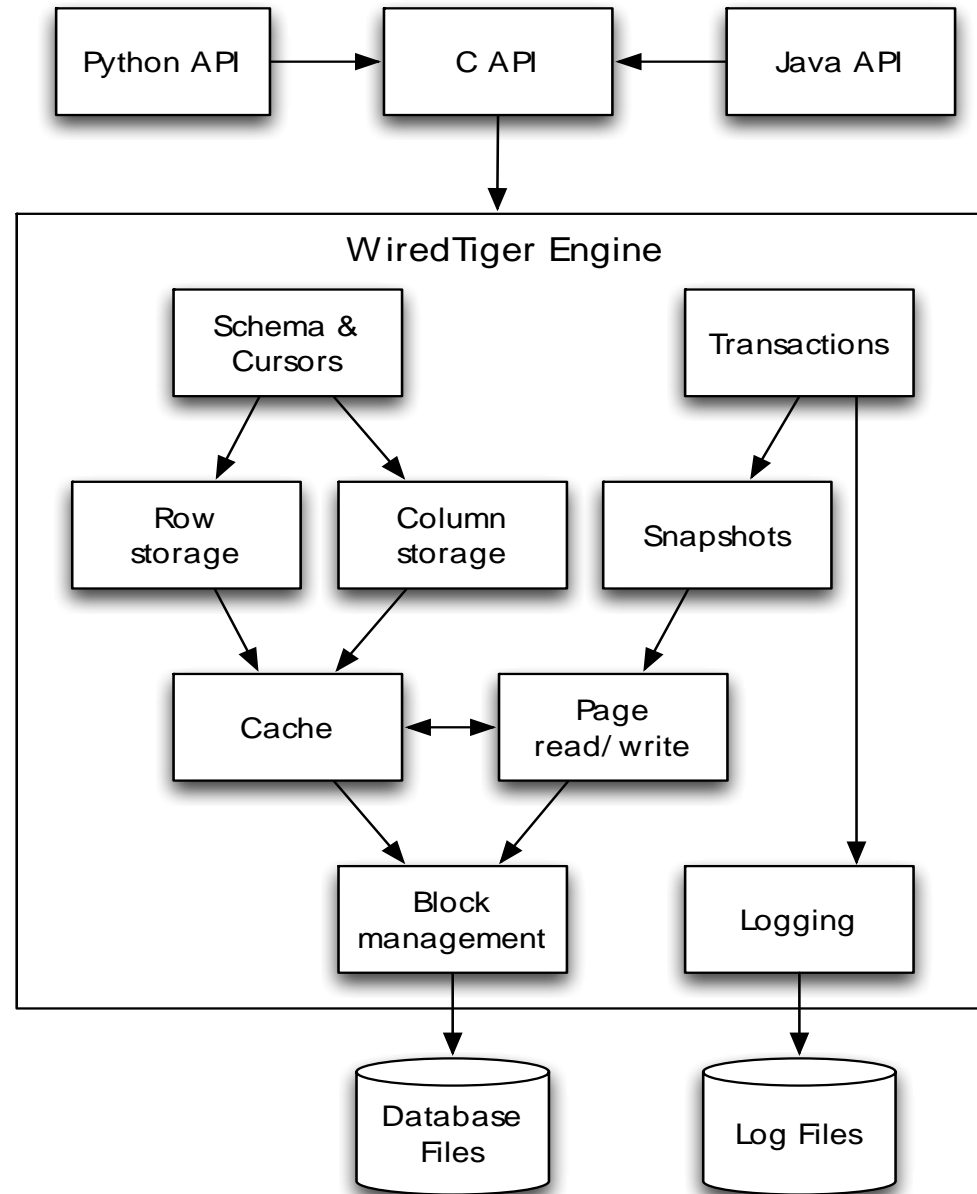 Python API
C API
Java API
WiredTiger Engine
Schema &
Cursors
Transactions
Row
storage
Column
storage
Snapshots
Cache
Page
read/write
Block
management
Logging
Database
Files
Log Files